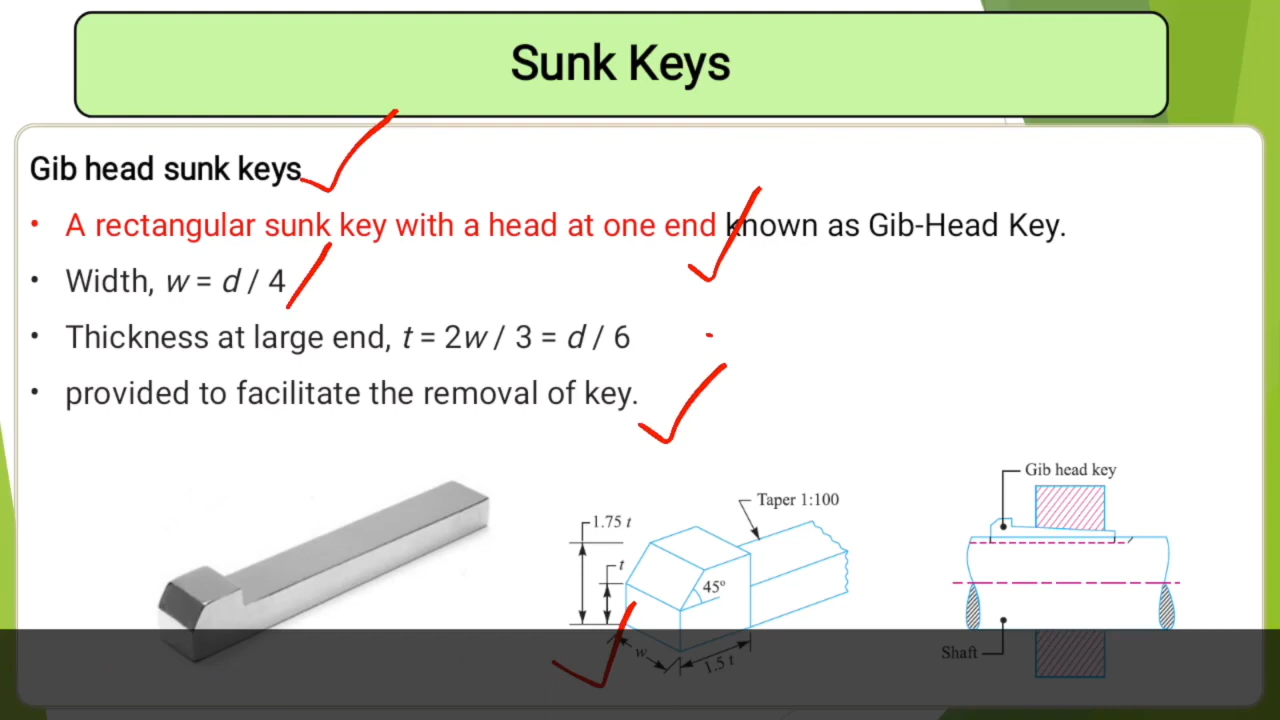 Sunk Keys
Gib head sunk keys
• A rectangular sunk key with a head at one end known as Gib-Head Key.
• Width, w = d / 4
• Thickness at large end, t = 2w / 3 = d / 6
• provided to facilitate the removal of key.
Gib head key
Taper 1:100
1.75 t
t
45°
w
1.5 t
Shaft